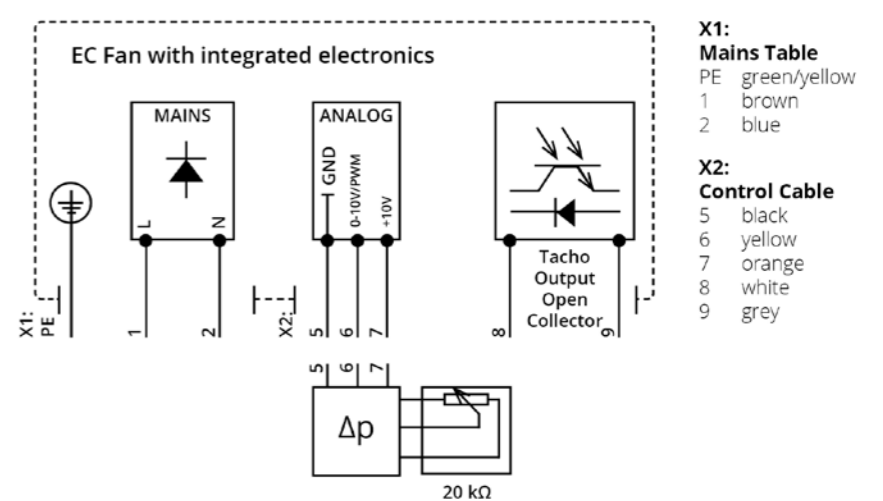 EC Fan with integrated electronics
MAINS
L
N
ANALOG
GND
0-10V/PWM
+10V
Tacho
Output
Open
Collector
X1:
PE
1
2
X2:
5
6
7
8
9
5
6
7
Δp
20 kΩ
X1:
Mains Table
PE green/yellow
1 brown
2 blue
X2:
Control Cable
5 black
6 yellow
7 orange
8 white
9 grey